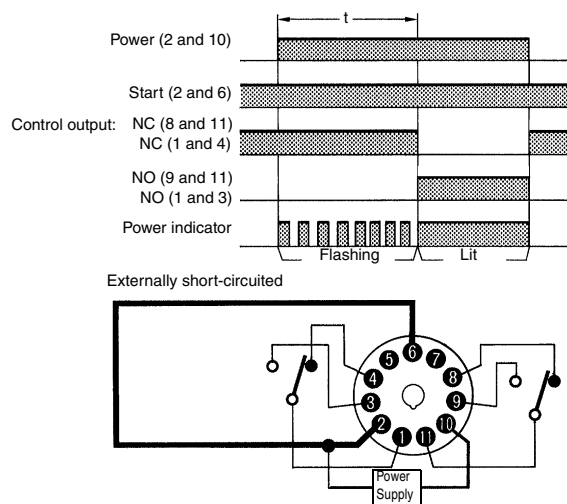 t
Power (2 and 10)
Start (2 and 6)
Control output: NC (8 and 11)
NC (1 and 4)
NO (9 and 11)
NO (1 and 3)
Power indicator
Flashing Lit
Externally short-circuited
6
5 7
4 8
3 9
2 10
1 11
Power
Supply